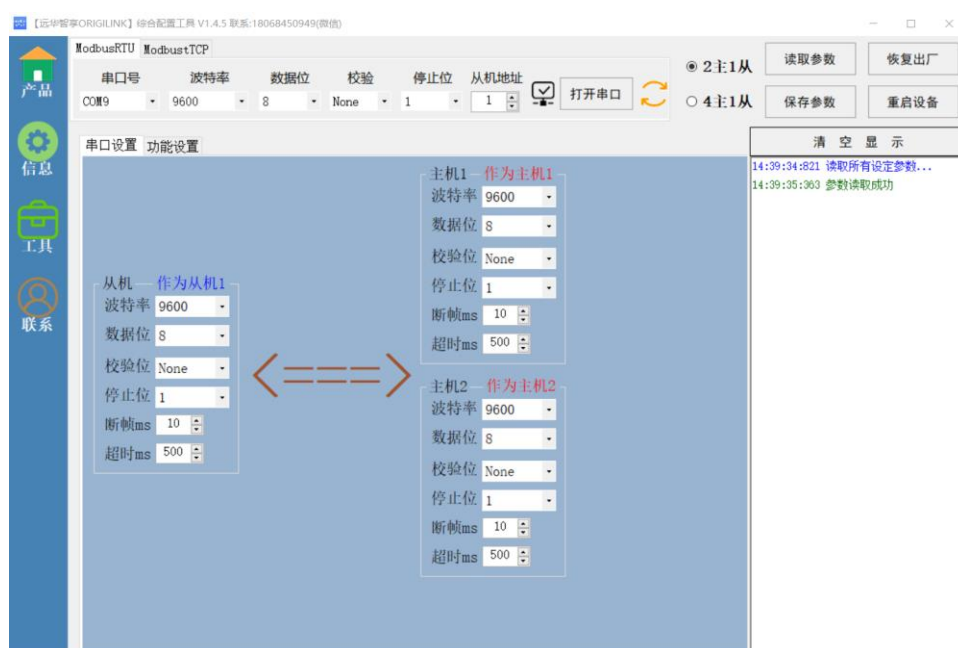 【远华智享ORIGILINK】综合配置工具 V1.4.5 联系:18068450949(微信)
产品
信息
工具
联系
ModbusRTU ModbustTCP
串口号 波特率 数据位 校验 停止位 从机地址
COM9 9600 8 None 1 1 打开串口
2主1从
4主1从
读取参数 恢复出厂
保存参数 重启设备
串口设置 功能设置
从机 作为从机1
波特率 9600
数据位 8
校验位 None
停止位 1
断帧ms 10
超时ms 500
主机1 作为主机1
波特率 9600
数据位 8
校验位 None
停止位 1
断帧ms 10
超时ms 500
主机2 作为主机2
波特率 9600
数据位 8
校验位 None
停止位 1
断帧ms 10
超时ms 500
清 空 显 示
14:39:34:821 读取所有设定参数...
14:39:35:363 参数读取成功